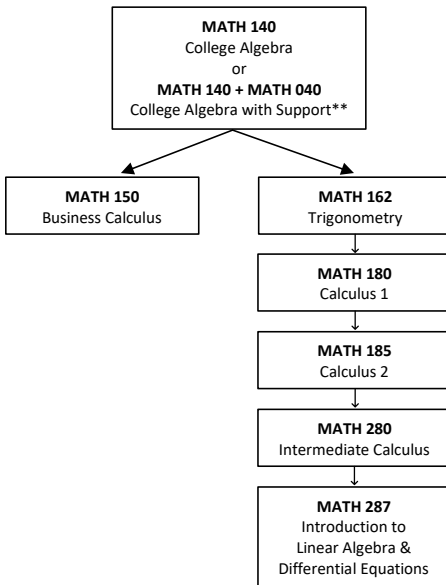 MATH 140
College Algebra
or
MATH 140 + MATH 040
College Algebra with Support**
MATH 150
Business Calculus
MATH 162
Trigonometry
MATH 180
Calculus 1
MATH 185
Calculus 2
MATH 280
Intermediate Calculus
MATH 287
Introduction to
Linear Algebra &
Differential Equations